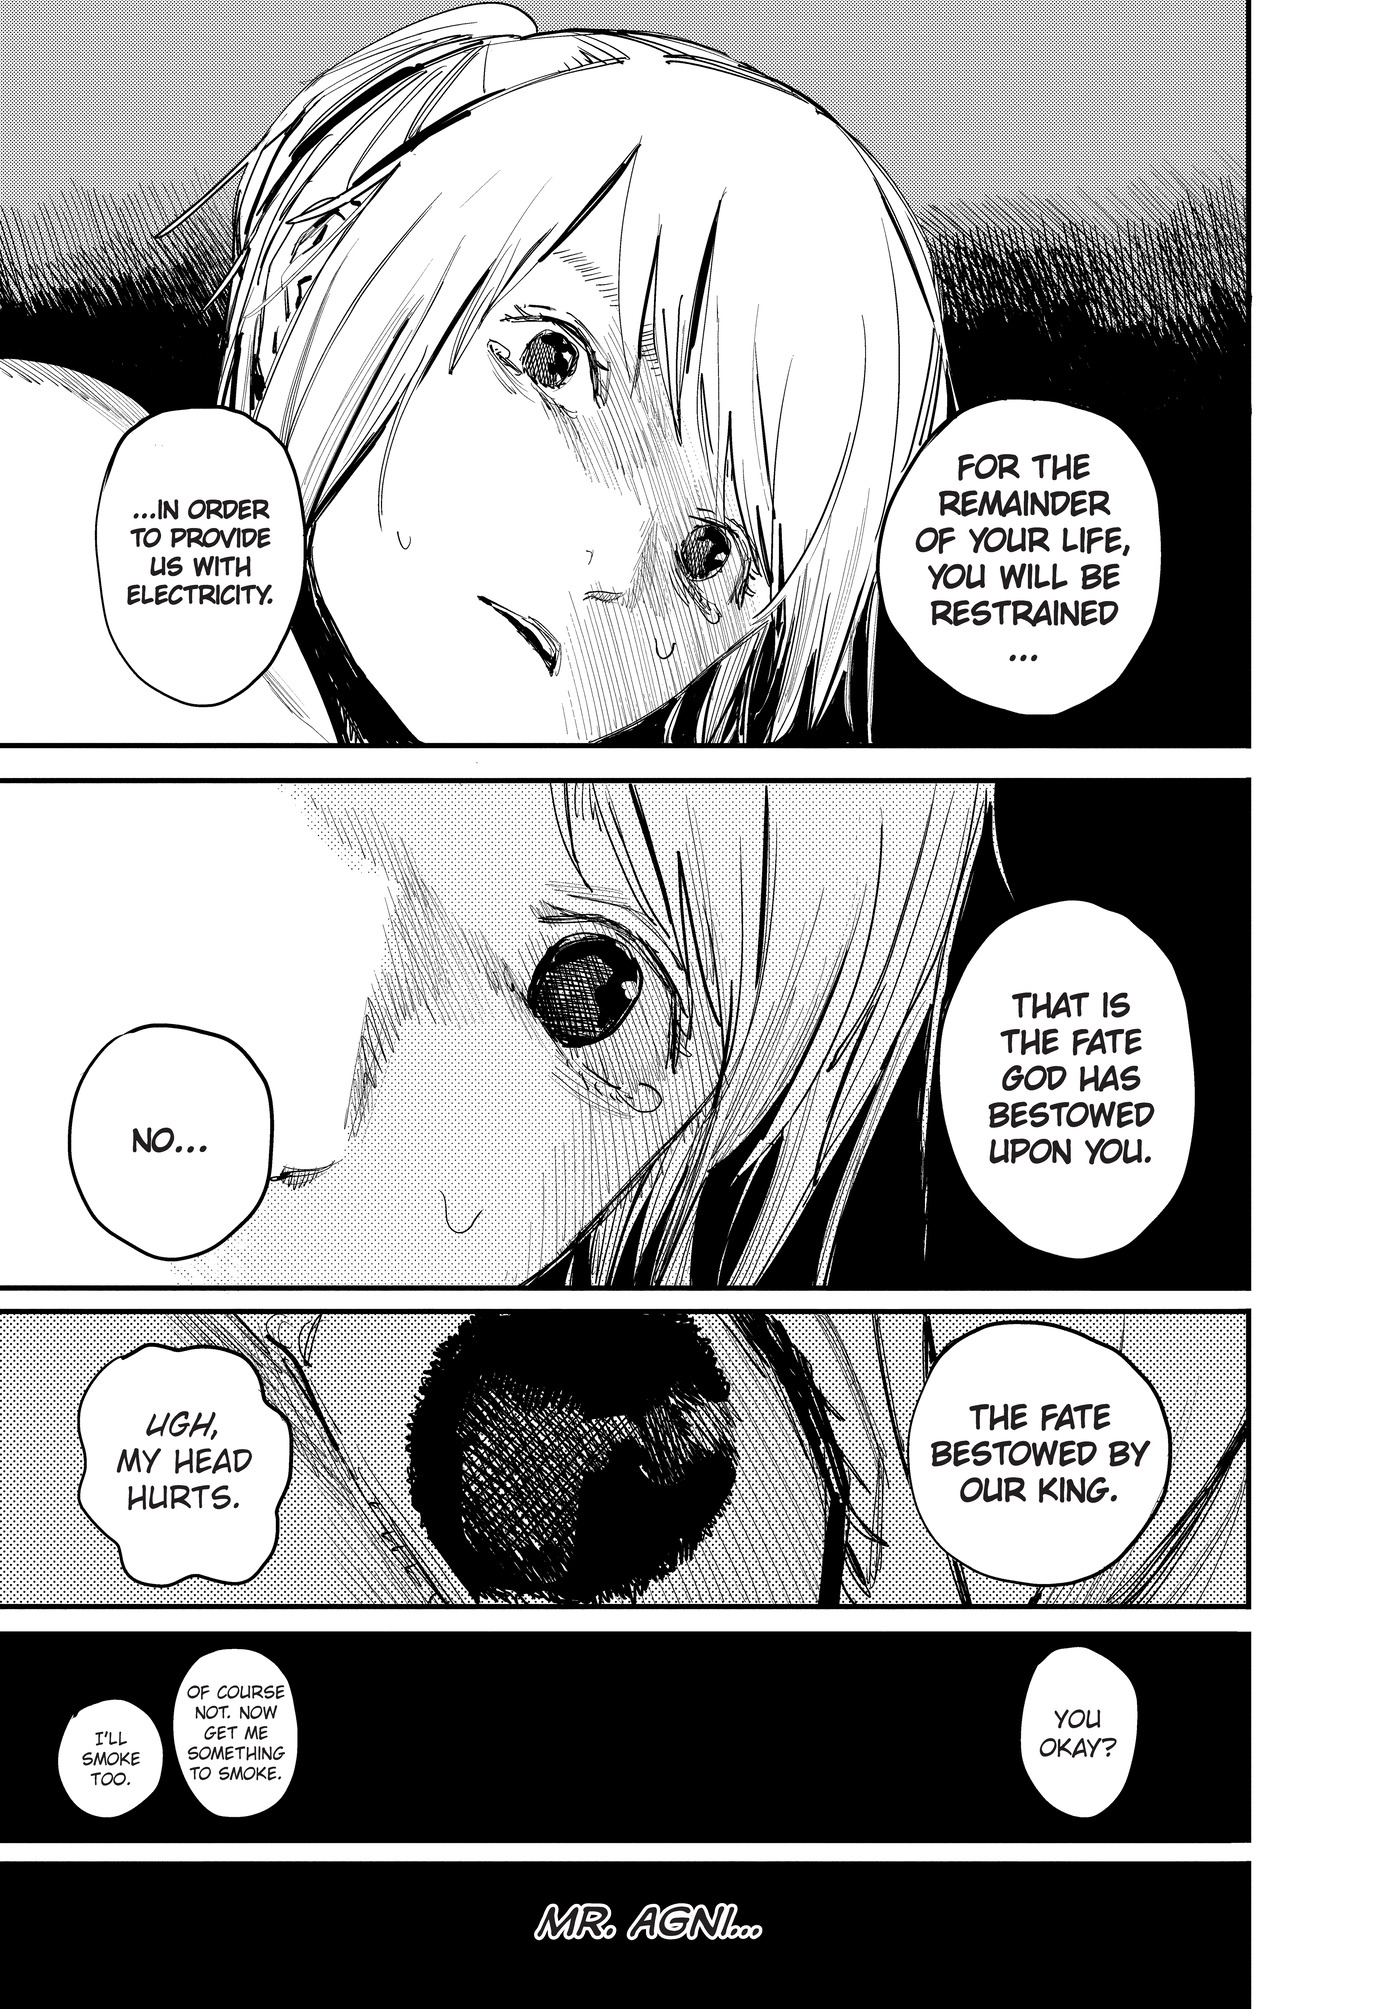 FOR THE
REMAINDER
OF YOUR LIFE,
YOU WILL BE
RESTRAINED
...
...IN ORDER
TO PROVIDE
US WITH
ELECTRICITY.
THAT IS
THE FATE
GOD HAS
BESTOWED
UPON YOU.
NO...
THE FATE
BESTOWED BY
OUR KING.
UGH,
MY HEAD
HURTS.
YOU
OKAY?
OF COURSE
NOT. NOW
GET ME
SOMETHING
TO SMOKE.
I'LL
SMOKE
TOO.
MR. AGNI...